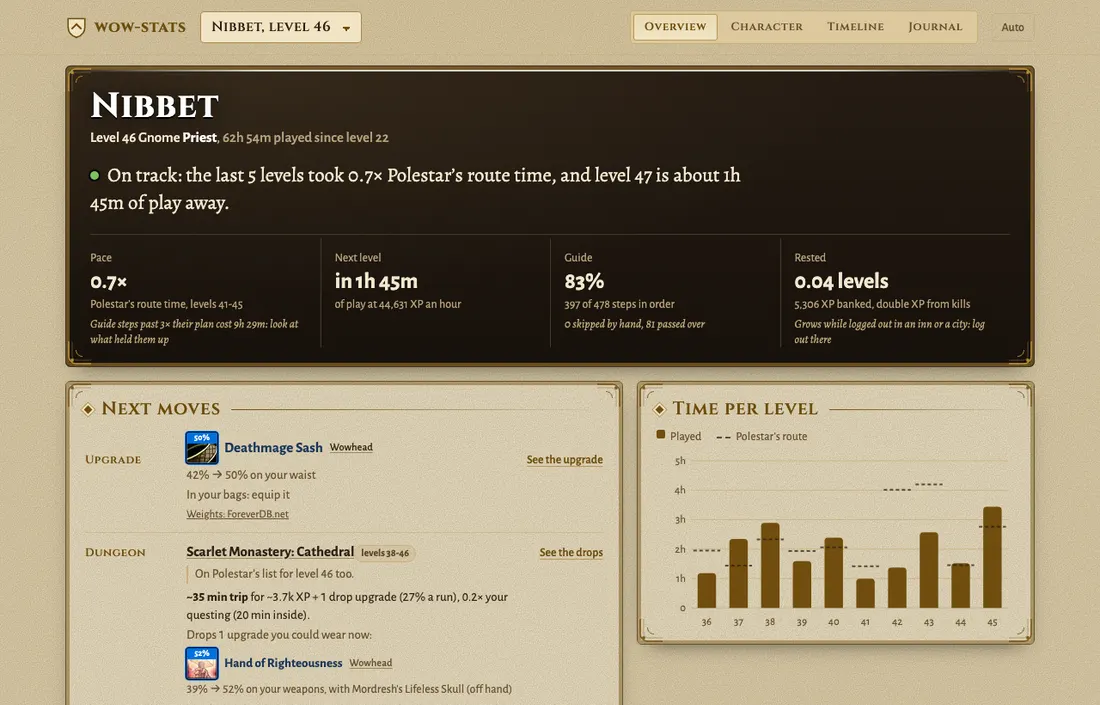 WOW-STATS
NIBBET, LEVEL 46
OVERVIEW
CHARACTER
TIMELINE
JOURNAL
Auto
NIBBET
Level 46 Gnome Priest, 62h 54m played since level 22
On track: the last 5 levels took 0.7× Polestar’s route time, and level 47 is about 1h
45m of play away.
Pace
0.7×
Polestar's route time, levels 41-45
Guide steps past 3× their plan cost 9h 29m: look at
what held them up
Next level
in 1h 45m
of play at 44,631 XP an hour
Guide
83%
397 of 478 steps in order
0 skipped by hand, 81 passed over
Rested
0.04 levels
5,306 XP banked, double XP from kills
Grows while logged out in an inn or a city: log
out there
NEXT MOVES
UPGRADE
50%
Deathmage Sash Wowhead
See the upgrade
42% → 50% on your waist
In your bags: equip it
Weights: ForeverDB.net
DUNGEON
Scarlet Monastery: Cathedral levels 38-46
See the drops
On Polestar's list for level 46 too.
~35 min trip for ~3.7k XP + 1 drop upgrade (27% a run), 0.2× your
questing (20 min inside).
Drops 1 upgrade you could wear now:
52%
Hand of Righteousness Wowhead
39% → 52% on your weapons, with Mordresh's Lifeless Skull (off hand)
TIME PER LEVEL
Played
Polestar's route
5h
4h
3h
2h
1h
0
36 37 38 39 40 41 42 43 44 45